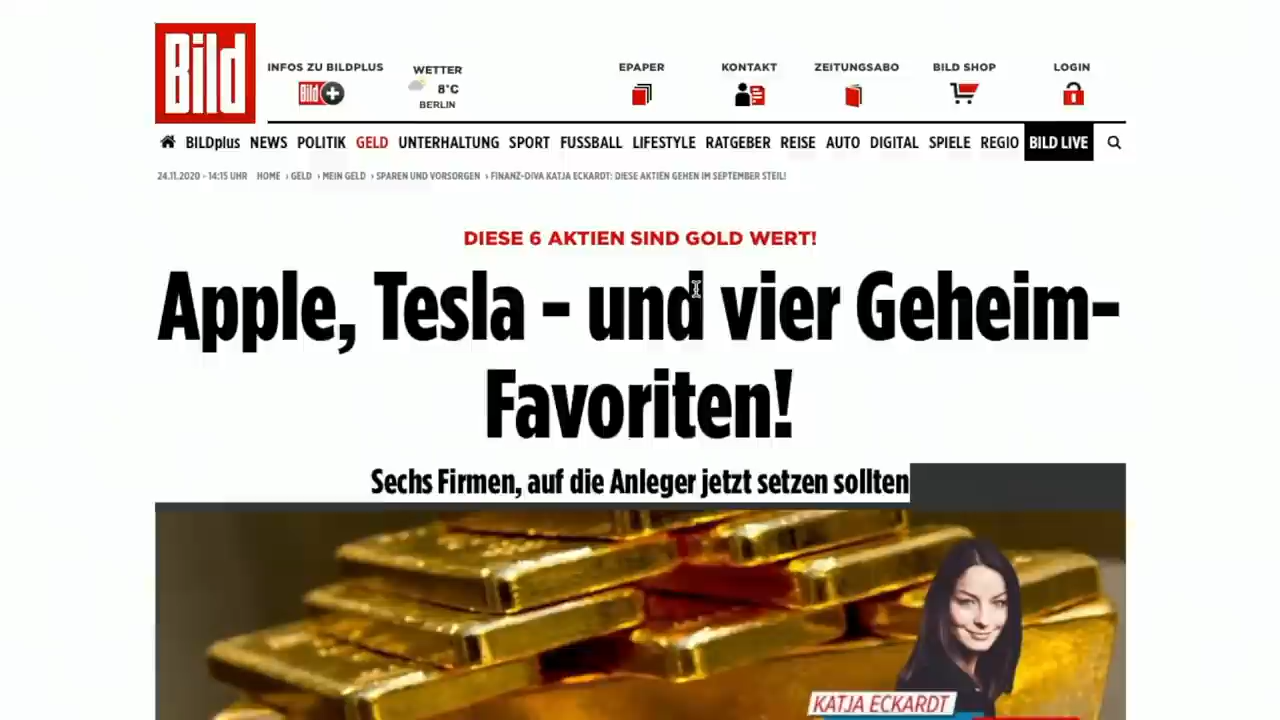 Bild
INFOS ZU BILDPLUS
Bild
WETTER
8°C
BERLIN
EPAPER
KONTAKT
ZEITUNGSABO
BILD SHOP
LOGIN
BILDplus NEWS POLITIK GELD UNTERHALTUNG SPORT FUSSBALL LIFESTYLE RATGEBER REISE AUTO DIGITAL SPIELE REGIO BILD LIVE
24.11.2020 - 14:15 UHR HOME › GELD › MEIN GELD › SPAREN UND VORSORGEN › FINANZ-DIVA KATJA ECKARDT: DIESE AKTIEN GEHEN IM SEPTEMBER STEIL!
DIESE 6 AKTIEN SIND GOLD WERT!
Apple, Tesla - und vier Geheim-
Favoriten!
Sechs Firmen, auf die Anleger jetzt setzen sollten
KATJA ECKARDT